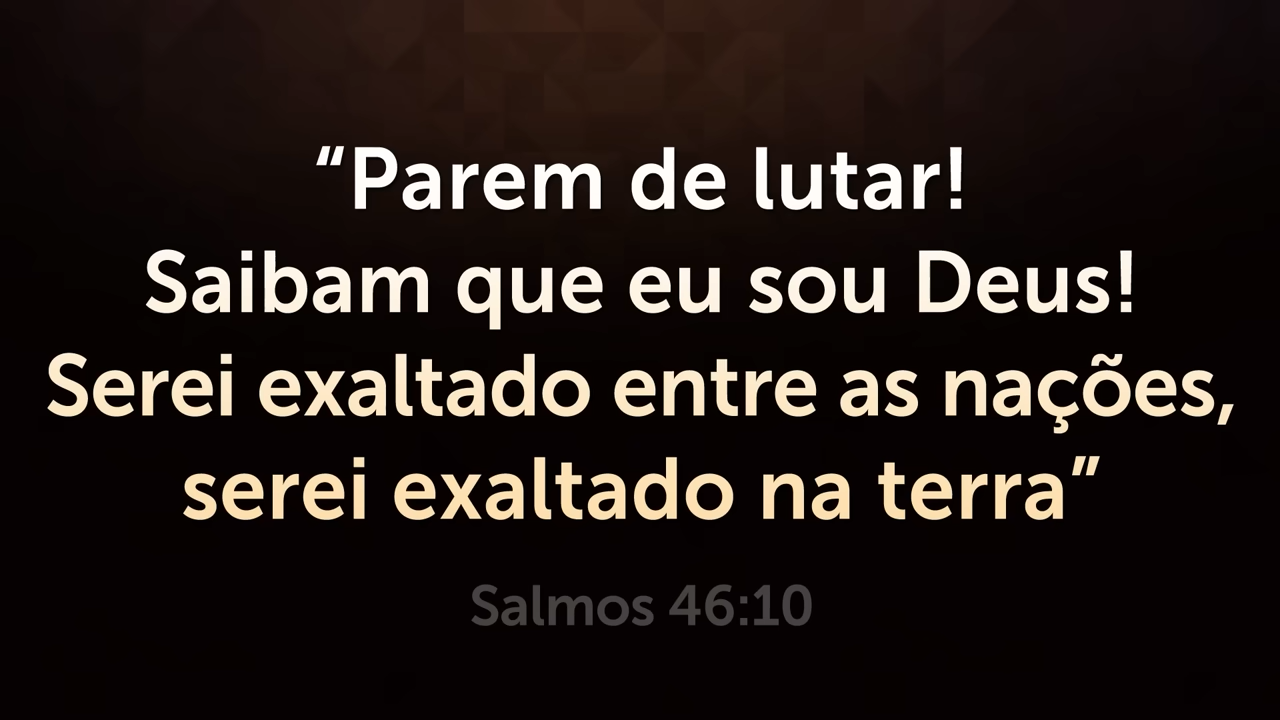 “Parem de lutar!
Saibam que eu sou Deus!
Serei exaltado entre as nações,
serei exaltado na terra”
Salmos 46:10